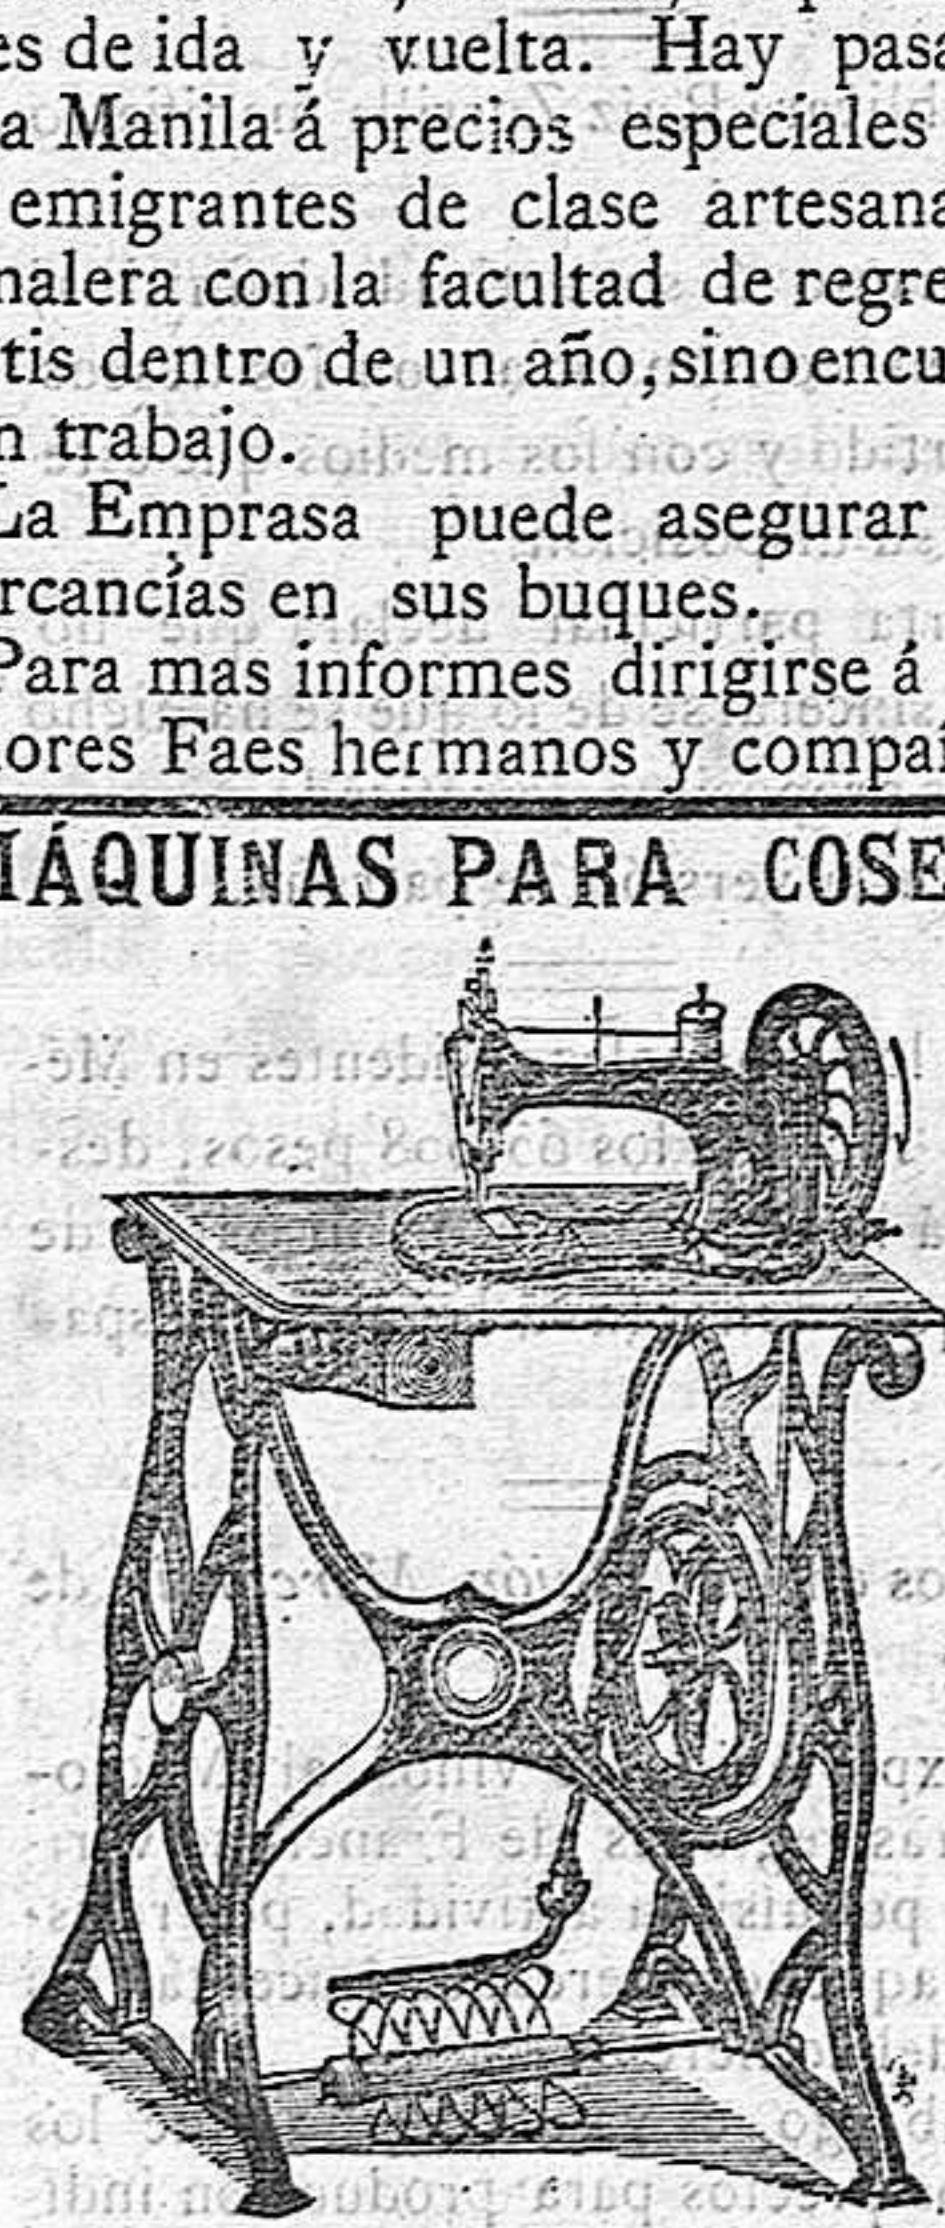 es de ida y vuelta. Hay pasa
a Manila á precios especiales
emigrantes de clase artesana
nalera con la facultad de regre
tis dentro de un año, sino encu
n trabajo.
La Emprasa puede asegurar
rcancías en sus buques.
Para mas informes dirigirse á
ores Faes hermanos y compañ
MÁQUINAS PARA COSE